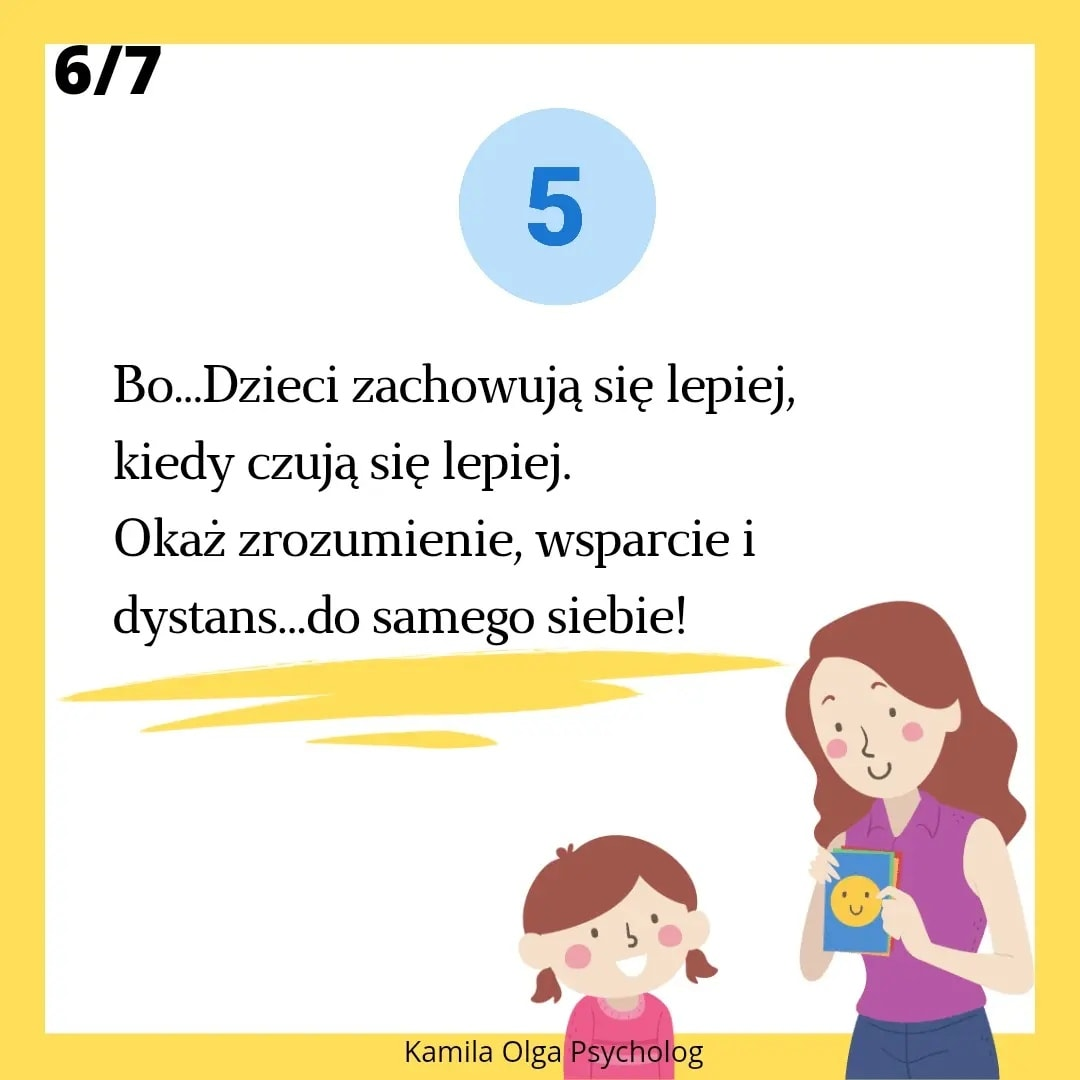 6/7
5
Bo...Dzieci zachowują się lepiej,
kiedy czują się lepiej.
Okaż zrozumienie, wsparcie i
dystans...do samego siebie!
Kamila Olga Psycholog